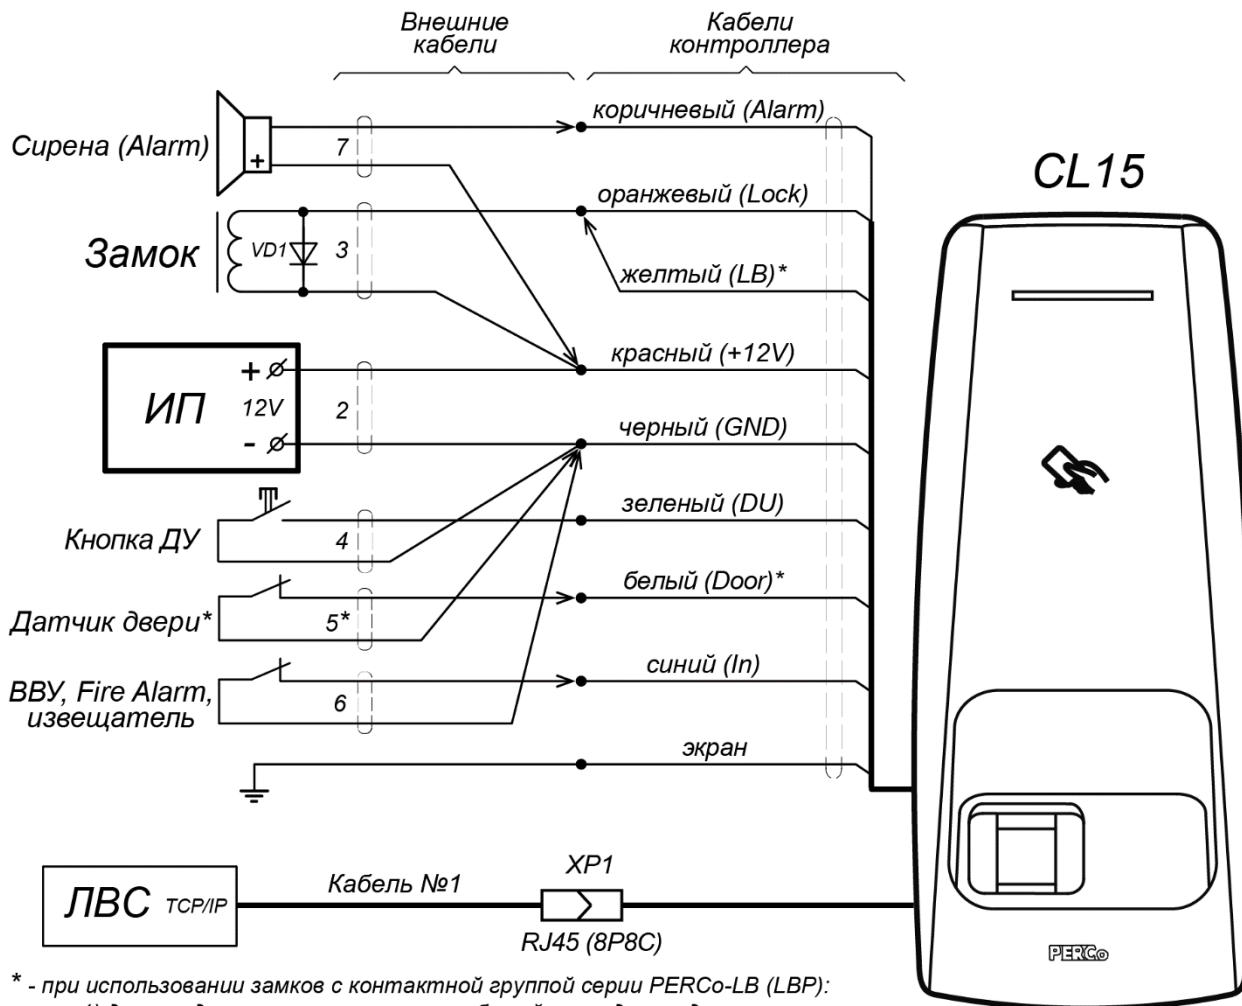 Внешние
кабели
Кабели
контроллера
Сирена (Alarm)
+
7
коричневый (Alarm)
CL15
Замок
VD1
3
оранжевый (Lock)
желтый (LB)*
ИП
+
12V
-
2
красный (+12V)
черный (GND)
Кнопка ДУ
4
зеленый (DU)
Датчик двери*
5*
белый (Door)*
ВВУ, Fire Alarm,
извещатель
6
синий (In)
экран
ЛВС TCP/IP
Кабель №1
XP1
RJ45 (8P8C)
PERCo
* - при использовании замков с контактной группой серии PERCo-LB (LBP):